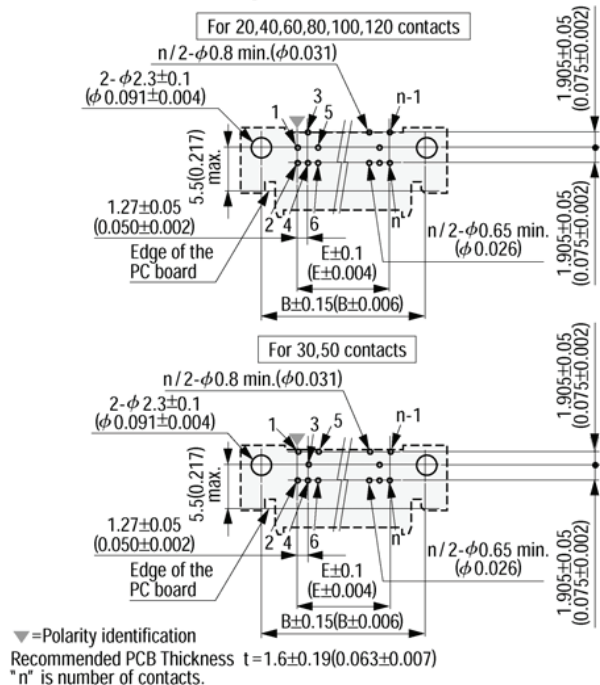 For 20,40,60,80,100,120 contacts
n/2-ϕ0.8 min.(ϕ0.031)
2-ϕ2.3±0.1
(ϕ0.091±0.004)
3
n-1
1
5
5.5(0.217)
max.
1.905±0.05
(0.075±0.002)
1.27±0.05
(0.050±0.002)
2
4
6
n
n/2-ϕ0.65 min.
(ϕ0.026)
1.905±0.05
(0.075±0.002)
Edge of the
PC board
E±0.1
(E±0.004)
B±0.15(B±0.006)
For 30,50 contacts
n/2-ϕ0.8 min.(ϕ0.031)
2-ϕ2.3±0.1
(ϕ0.091±0.004)
3
5
n-1
1
5.5(0.217)
max.
1.905±0.05
(0.075±0.002)
1.27±0.05
(0.050±0.002)
2
4
6
n
n/2-ϕ0.65 min.
(ϕ0.026)
1.905±0.05
(0.075±0.002)
Edge of the
PC board
E±0.1
(E±0.004)
B±0.15(B±0.006)
▼=Polarity identification
Recommended PCB Thickness t=1.6±0.19(0.063±0.007)
"n" is number of contacts.